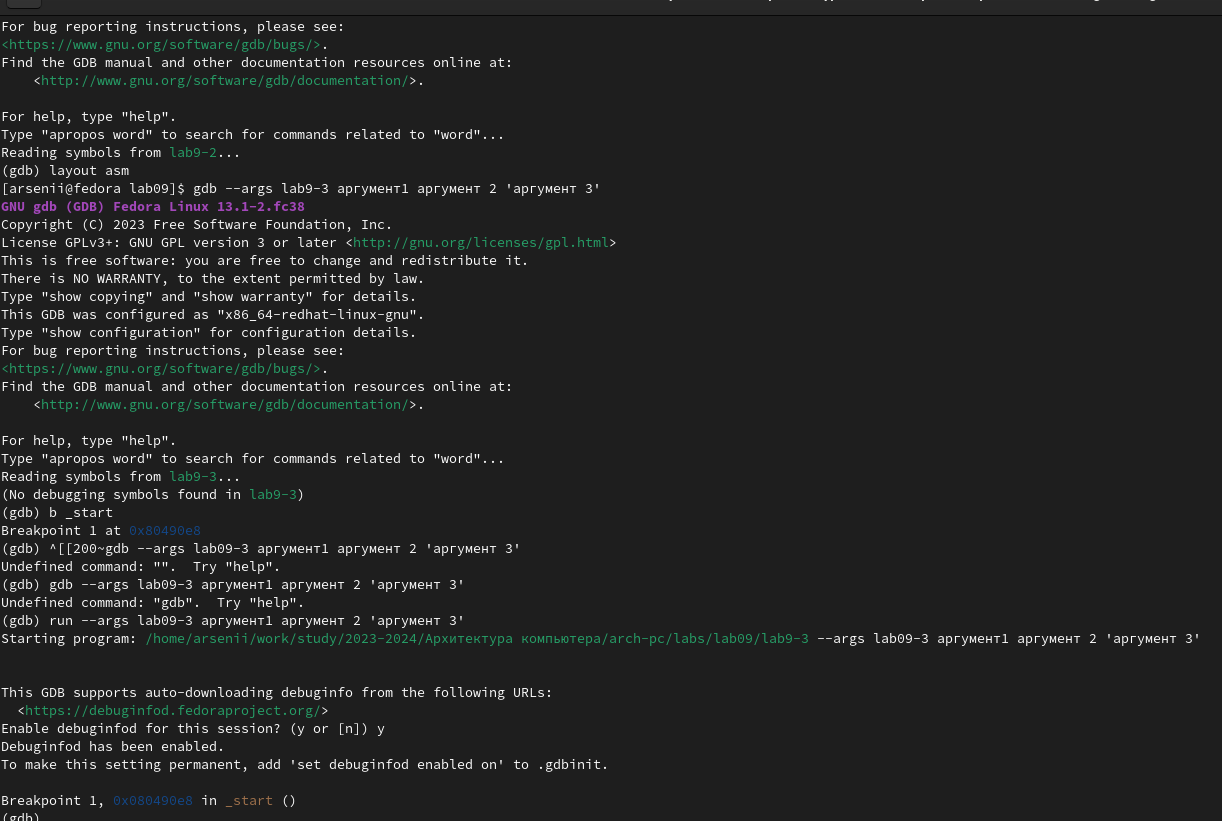 For bug reporting instructions, please see:
<https://www.gnu.org/software/gdb/bugs/>.
Find the GDB manual and other documentation resources online at:
    <http://www.gnu.org/software/gdb/documentation/>.

For help, type "help".
Type "apropos word" to search for commands related to "word"...
Reading symbols from lab9-2...
(gdb) layout asm
[arsenii@fedora lab09]$ gdb --args lab9-3 аргумент1 аргумент 2 'аргумент 3'
GNU gdb (GDB) Fedora Linux 13.1-2.fc38
Copyright (C) 2023 Free Software Foundation, Inc.
License GPLv3+: GNU GPL version 3 or later <http://gnu.org/licenses/gpl.html>
This is free software: you are free to change and redistribute it.
There is NO WARRANTY, to the extent permitted by law.
Type "show copying" and "show warranty" for details.
This GDB was configured as "x86_64-redhat-linux-gnu".
Type "show configuration" for configuration details.
For bug reporting instructions, please see:
<https://www.gnu.org/software/gdb/bugs/>.
Find the GDB manual and other documentation resources online at:
    <http://www.gnu.org/software/gdb/documentation/>.

For help, type "help".
Type "apropos word" to search for commands related to "word"...
Reading symbols from lab9-3...
(No debugging symbols found in lab9-3)
(gdb) b _start
Breakpoint 1 at 0x80490e8
(gdb) ^[[200~gdb --args lab09-3 аргумент1 аргумент 2 'аргумент 3'
Undefined command: "".  Try "help".
(gdb) gdb --args lab09-3 аргумент1 аргумент 2 'аргумент 3'
Undefined command: "gdb".  Try "help".
(gdb) run --args lab09-3 аргумент1 аргумент 2 'аргумент 3'
Starting program: /home/arsenii/work/study/2023-2024/Архитектура компьютера/arch-pc/labs/lab09/lab9-3 --args lab09-3 аргумент1 аргумент 2 'аргумент 3'

This GDB supports auto-downloading debuginfo from the following URLs:
  <https://debuginfod.fedoraproject.org/>
Enable debuginfod for this session? (y or [n]) y
Debuginfod has been enabled.
To make this setting permanent, add 'set debuginfod enabled on' to .gdbinit.

Breakpoint 1, 0x080490e8 in _start ()
(gdb)